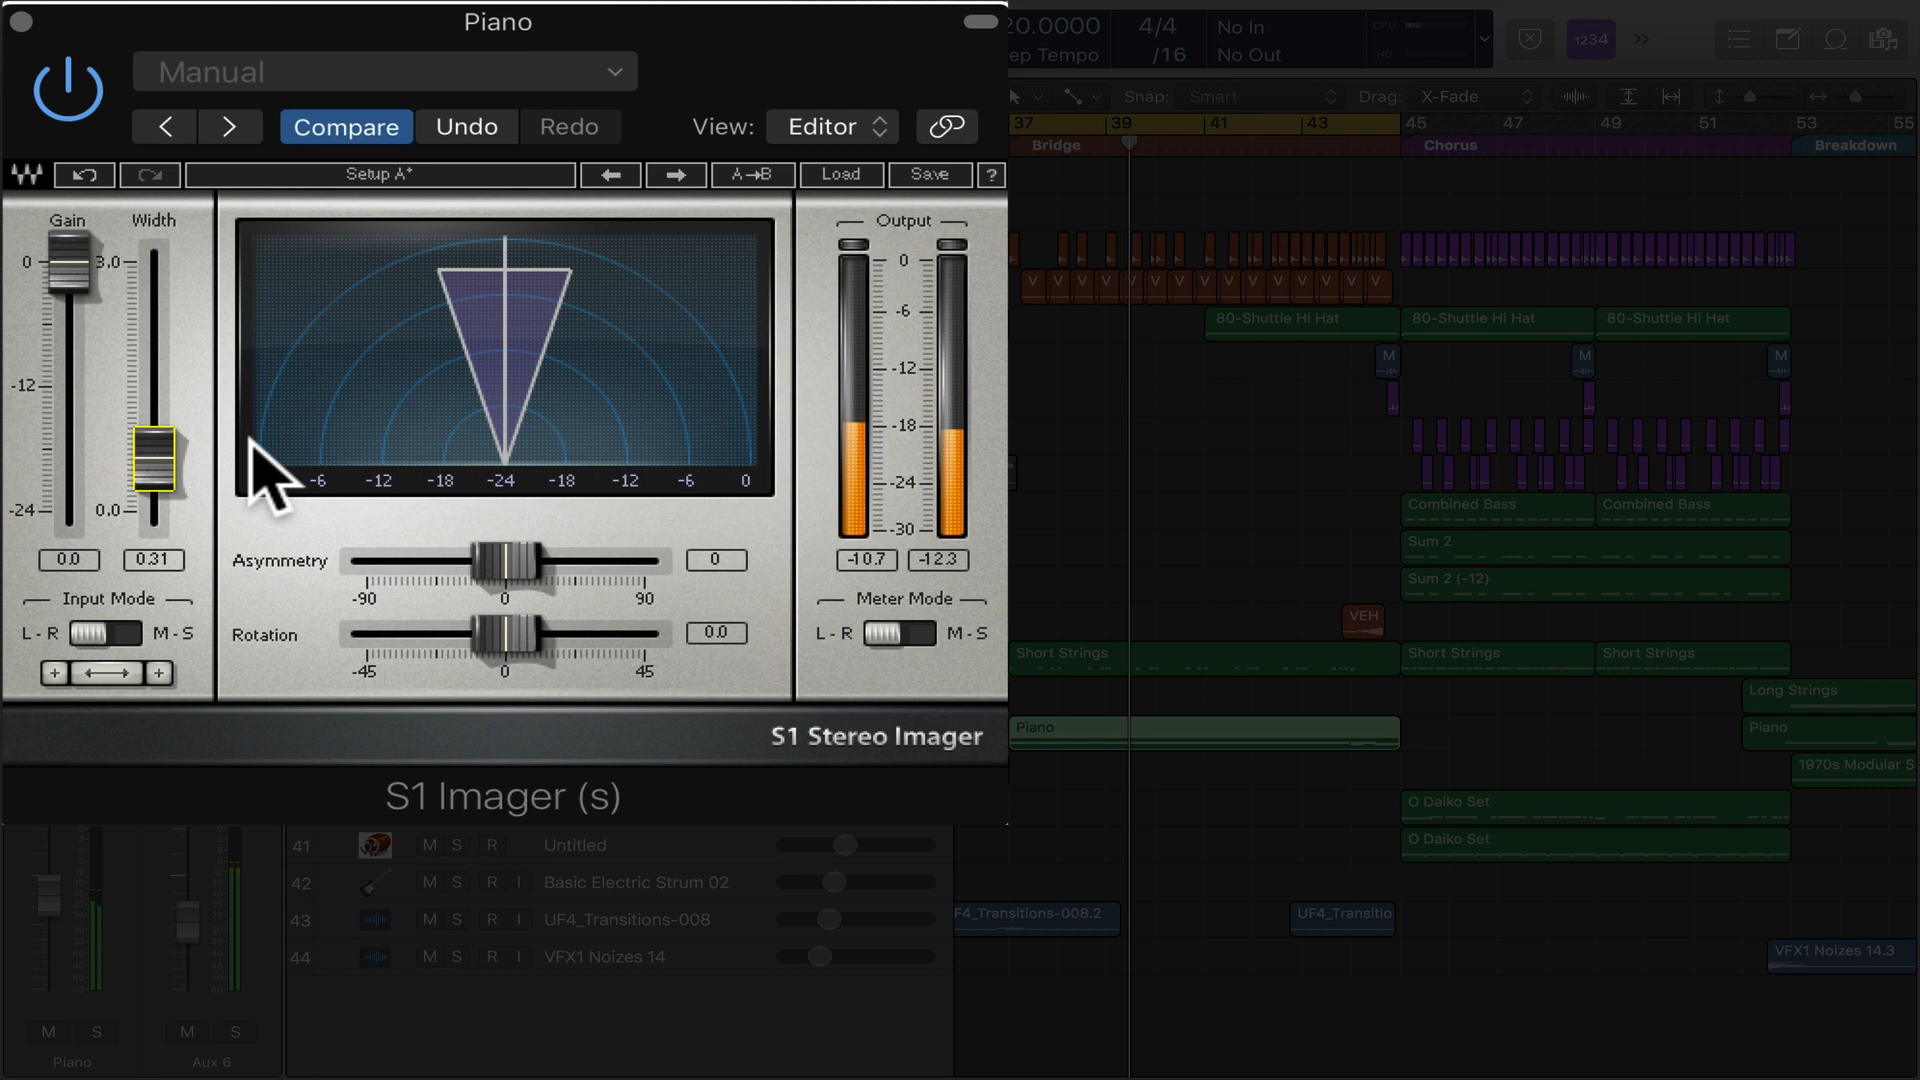 Piano
Manual
Compare
Undo
Redo
View:
Editor
Setup A*
A→B
Load
Save
?
Gain
Width
0
3.0
-12
-24
0.0
0.0
0.31
Input Mode
L - R
M - S
-6 -12 -18 -24 -18 -12 -6 0
Asymmetry
0
-90 0 90
Rotation
0.0
-45 0 45
Output
0
-6
-12
-18
-24
-30
-10.7
-12.3
Meter Mode
L - R
M - S
S1 Stereo Imager
S1 Imager (s)
20.0000
ep Tempo
4/4
/16
No In
No Out
CPU
HD
1234
Snap: Smart
Drag: X-Fade
37 39 41 43 45 47 49 51 53 55
Bridge
Chorus
Breakdown
V V V V V V V V V V V V V V V
80-Shuttle Hi Hat
80-Shuttle Hi Hat
80-Shuttle Hi Hat
M
M
M
Combined Bass
Combined Bass
Sum 2
Sum 2 (-12)
VEH
Short Strings
Short Strings
Short Strings
Long Strings
Piano
Piano
1970s Modular S
O Daiko Set
O Daiko Set
41 M S R Untitled
42 M S R I Basic Electric Strum 02
43 M S R I UF4_Transitions-008
44 M S R I VFX1 Noizes 14
F4_Transitions-008.2
UF4_Transitio
VFX1 Noizes 14.3
M S
M S
Piano
Aux 6